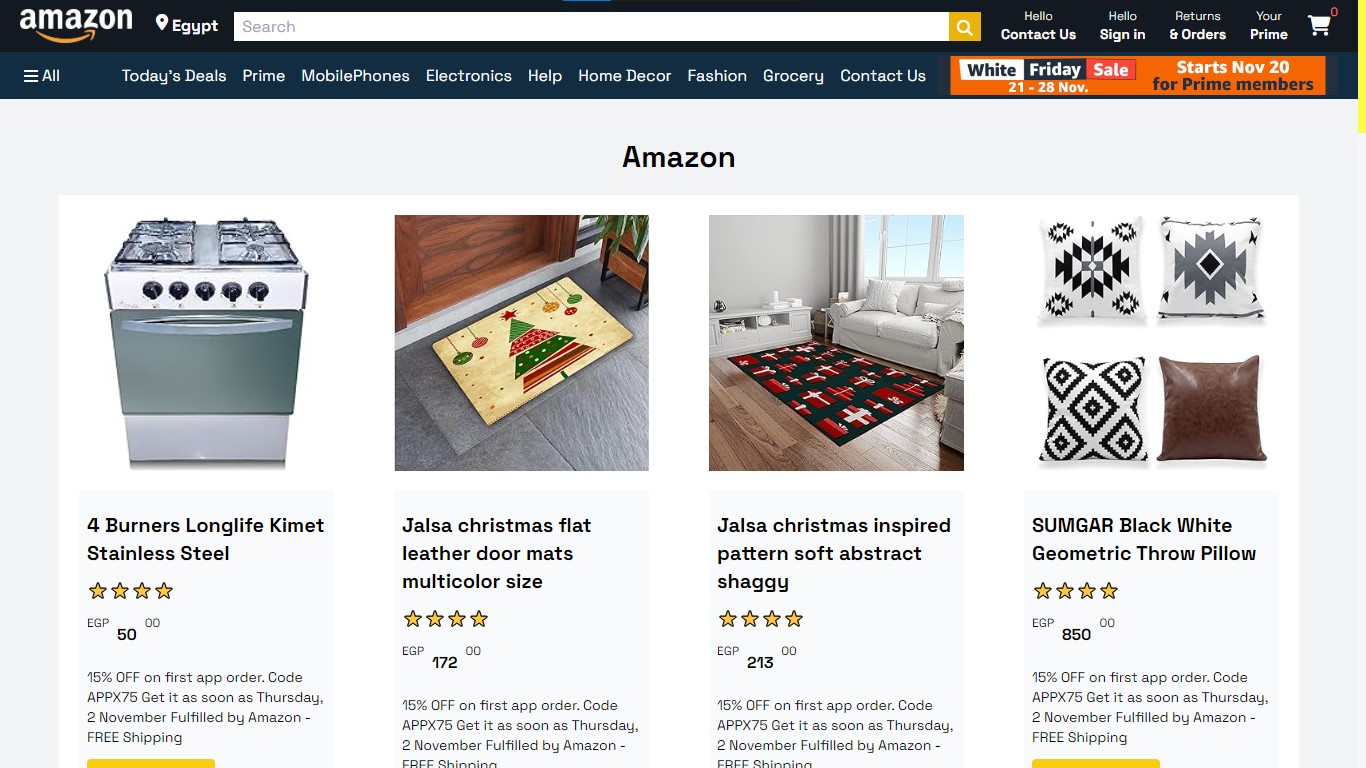 amazon
Egypt
Search
Hello
Contact Us
Hello
Sign in
Returns
& Orders
Your
Prime
0
All
Today's Deals
Prime
MobilePhones
Electronics
Help
Home Decor
Fashion
Grocery
Contact Us
White Friday Sale
21 - 28 Nov.
Starts Nov 20
for Prime members
Amazon
4 Burners Longlife Kimet
Stainless Steel
EGP 50 00
15% OFF on first app order. Code
APPX75 Get it as soon as Thursday,
2 November Fulfilled by Amazon -
FREE Shipping
Jalsa christmas flat
leather door mats
multicolor size
EGP 172 00
15% OFF on first app order. Code
APPX75 Get it as soon as Thursday,
2 November Fulfilled by Amazon -
FREE Shipping
Jalsa christmas inspired
pattern soft abstract
shaggy
EGP 213 00
15% OFF on first app order. Code
APPX75 Get it as soon as Thursday,
2 November Fulfilled by Amazon -
FREE Shipping
SUMGAR Black White
Geometric Throw Pillow
EGP 850 00
15% OFF on first app order. Code
APPX75 Get it as soon as Thursday,
2 November Fulfilled by Amazon -
FREE Shipping